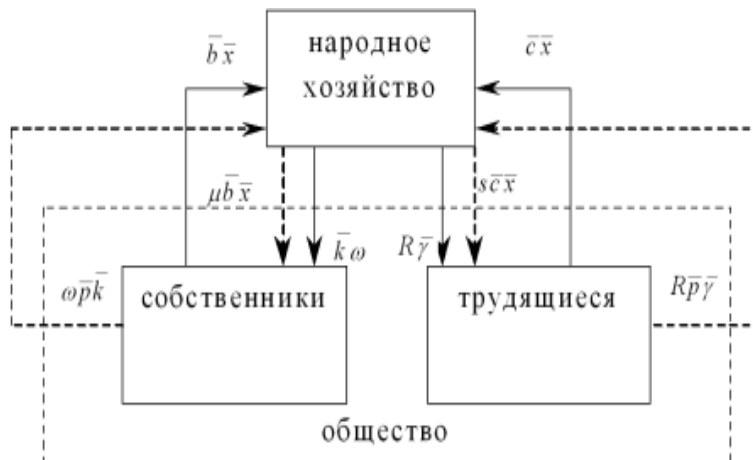 b̅ x̅
народное
хозяйство
c̅ x̅
μb̅ x̅
sc̅ x̅
k̅ ω
Rγ̅
ωp̅k̅
собственники
трудящиеся
Rp̅γ̅
общество